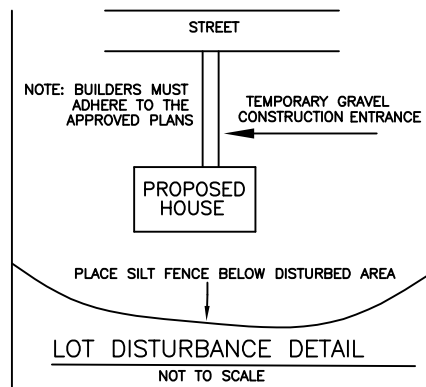 STREET
NOTE: BUILDERS MUST
ADHERE TO THE
APPROVED PLANS
TEMPORARY GRAVEL
CONSTRUCTION ENTRANCE
PROPOSED
HOUSE
PLACE SILT FENCE BELOW DISTURBED AREA
LOT DISTURBANCE DETAIL
NOT TO SCALE